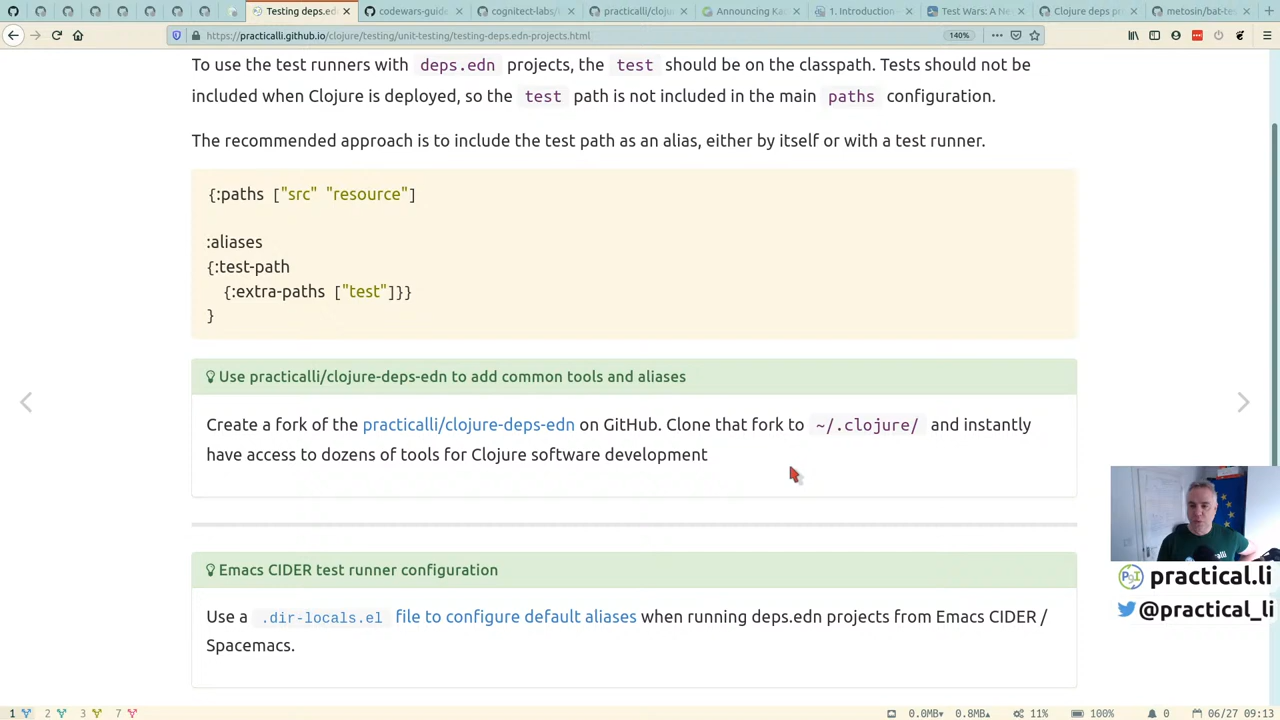 Testing deps.edn
codewars-guide
cognitect-labs/
practicalli/cloju
Announcing Ka
1. Introduction
Test Wars: A Ne
Clojure deps p
metosin/bat-tes
https://practicalli.github.io/clojure/testing/unit-testing/testing-deps.edn-projects.html
140%
To use the test runners with deps.edn projects, the test should be on the classpath. Tests should not be
included when Clojure is deployed, so the test path is not included in the main paths configuration.
The recommended approach is to include the test path as an alias, either by itself or with a test runner.
{:paths ["src" "resource"]
:aliases
{:test-path
{:extra-paths ["test"]}}
}
Use practicalli/clojure-deps-edn to add common tools and aliases
Create a fork of the practicalli/clojure-deps-edn on GitHub. Clone that fork to ~/.clojure/ and instantly
have access to dozens of tools for Clojure software development
Emacs CIDER test runner configuration
Use a .dir-locals.el file to configure default aliases when running deps.edn projects from Emacs CIDER /
Spacemacs.
practical.li
@practical_li
1 2 3 7
0.0MB▾ 0.8MB▴ 11% 100% 0 06/27 09:13